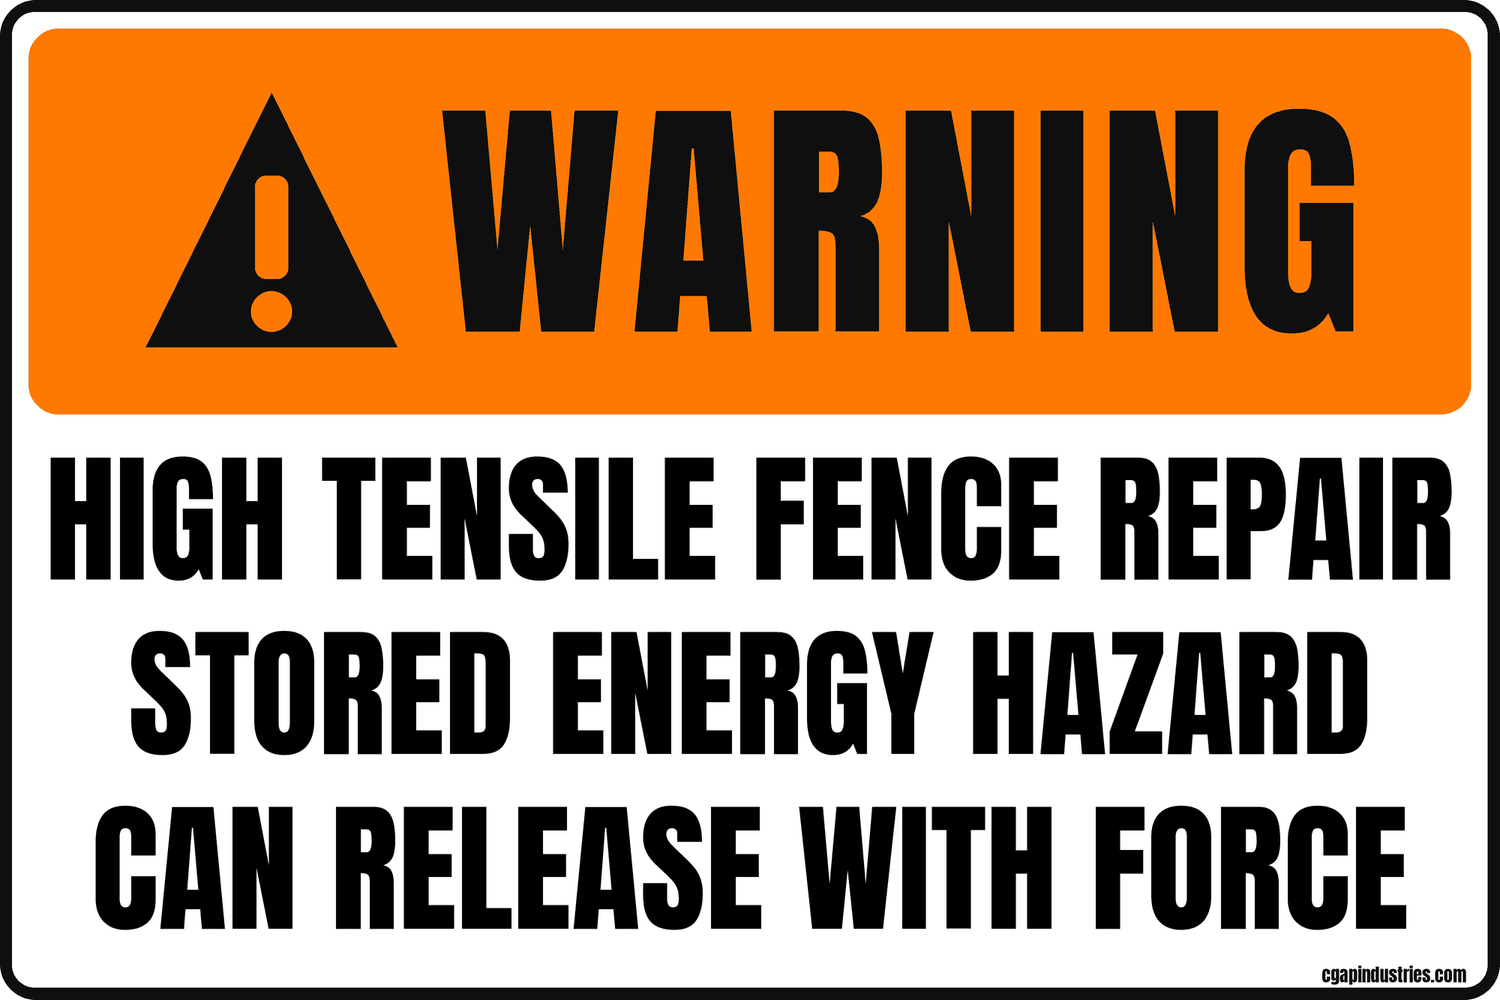 WARNING
HIGH TENSILE FENCE REPAIR
STORED ENERGY HAZARD
CAN RELEASE WITH FORCE
cgapindustries.com